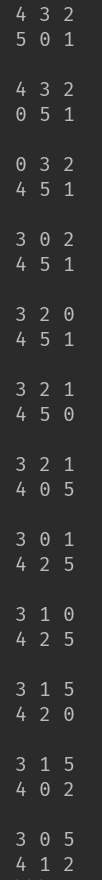 4 3 2
5 0 1

4 3 2
0 5 1

0 3 2
4 5 1

3 0 2
4 5 1

3 2 0
4 5 1

3 2 1
4 5 0

3 2 1
4 0 5

3 0 1
4 2 5

3 1 0
4 2 5

3 1 5
4 2 0

3 1 5
4 0 2

3 0 5
4 1 2